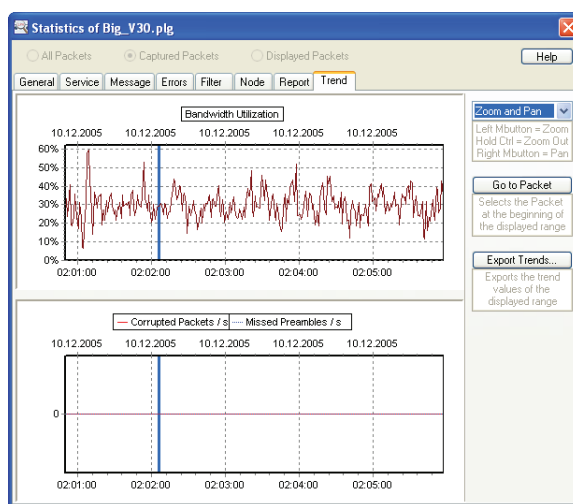 Statistics of Big_V30.plg
All Packets Captured Packets Displayed Packets
Help
General Service Message Errors Filter Node Report Trend
Bandwidth Utilization
10.12.2005 10.12.2005 10.12.2005 10.12.2005 10.12.2005
60%
50%
40%
30%
20%
10%
0%
02:01:00 02:02:00 02:03:00 02:04:00 02:05:00
Zoom and Pan
Left Mbutton = Zoom
Hold Ctrl = Zoom Out
Right Mbutton = Pan
Go to Packet
Selects the Packet
at the beginning of
the displayed range
Export Trends...
Exports the trend
values of the
displayed range
Corrupted Packets / s Missed Preambles / s
10.12.2005 10.12.2005 10.12.2005 10.12.2005 10.12.2005
0
02:01:00 02:02:00 02:03:00 02:04:00 02:05:00